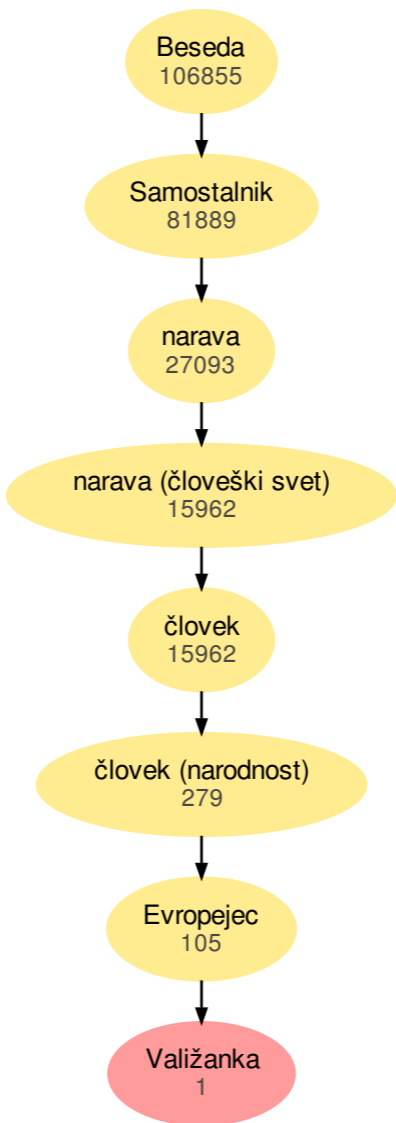 Beseda
106855
Samostalnik
81889
narava
27093
narava (človeški svet)
15962
človek
15962
človek (narodnost)
279
Evropejec
105
Valižanka
1